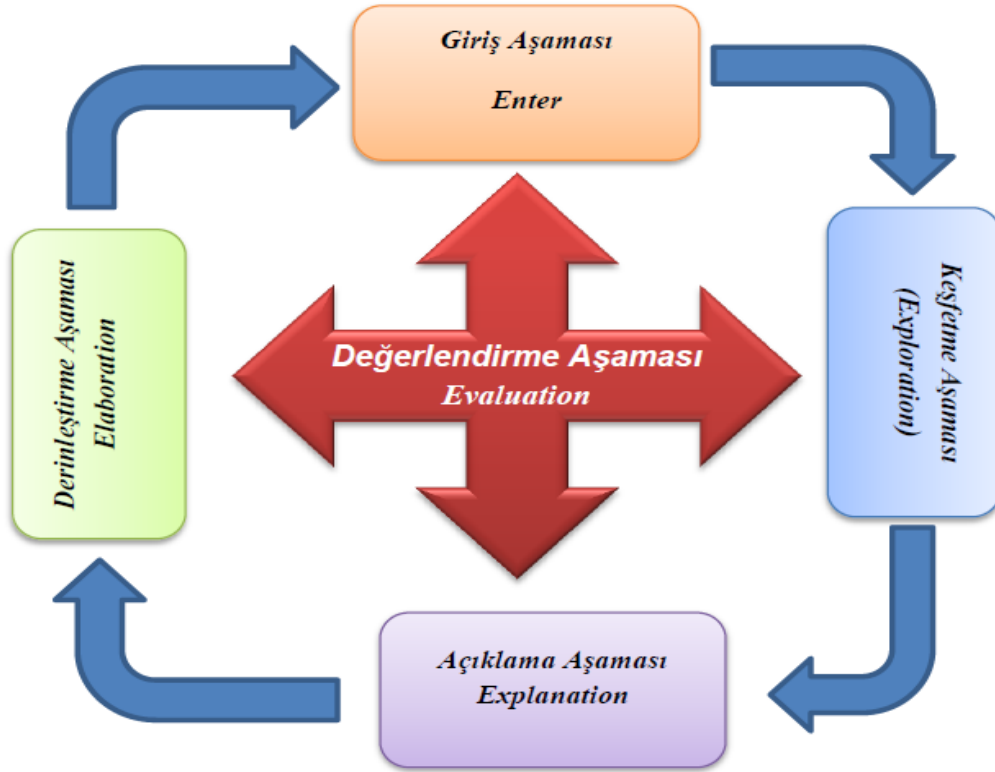 Giriş Aşaması
Enter
Keşfetme Aşaması
(Exploration)
Değerlendirme Aşaması
Evaluation
Derinleştirme Aşaması
Elaboration
Açıklama Aşaması
Explanation